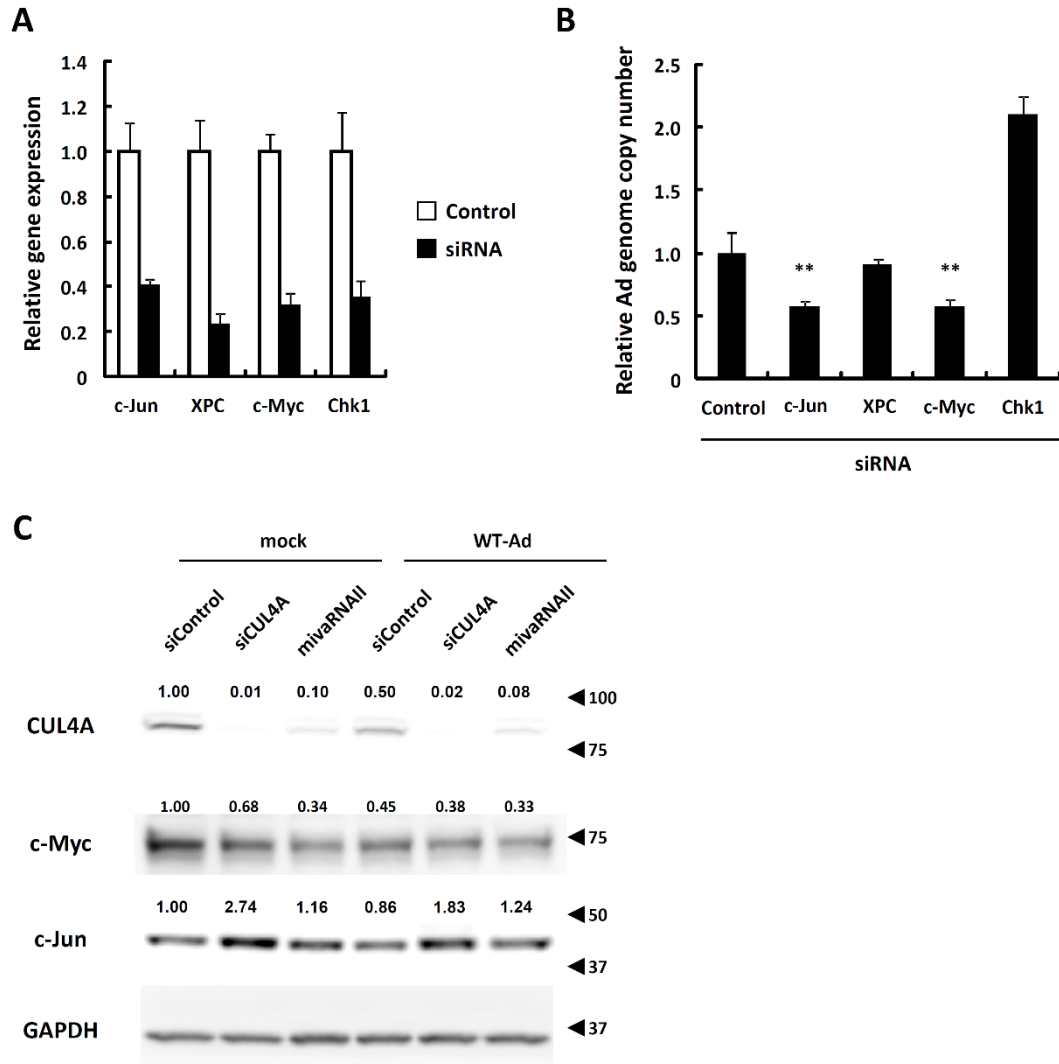 A
Relative gene expression
1.4
1.2
1.0
0.8
0.6
0.4
0.2
0
c-Jun XPC c-Myc Chk1
Control
siRNA
B
Relative Ad genome copy number
2.5
2.0
1.5
1.0
0.5
0
** **
Control c-Jun XPC c-Myc Chk1
siRNA
C
mock WT-Ad
siControl siCUL4A mivaRNAII siControl siCUL4A mivaRNAII
1.00 0.01 0.10 0.50 0.02 0.08
◀ 100
CUL4A
◀ 75
1.00 0.68 0.34 0.45 0.38 0.33
c-Myc ◀ 75
1.00 2.74 1.16 0.86 1.83 1.24
◀ 50
c-Jun
◀ 37
GAPDH ◀ 37